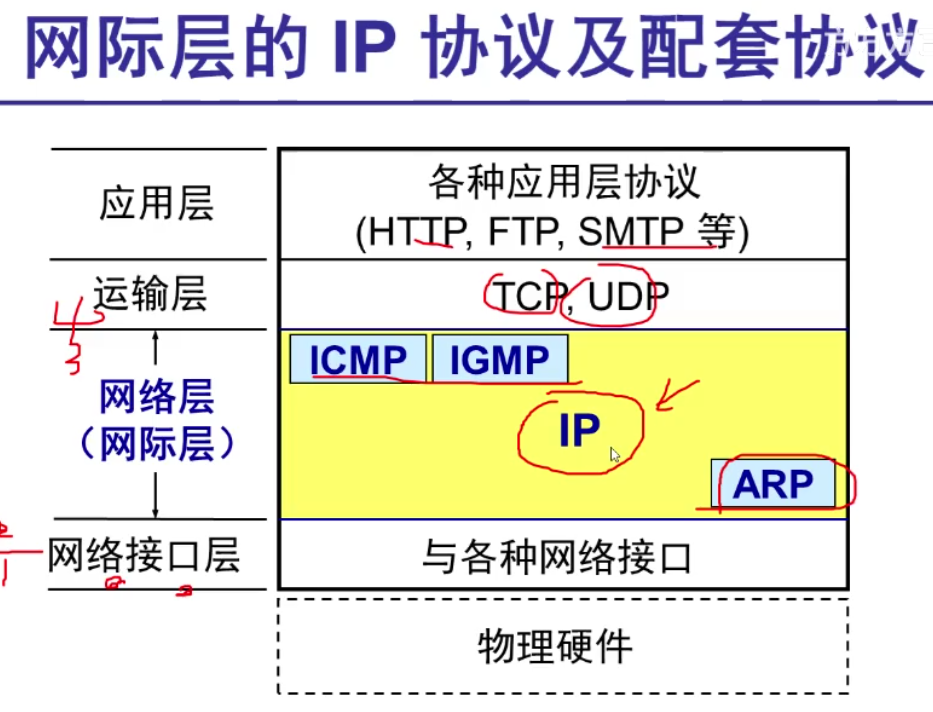 网际层的 IP 协议及配套协议
应用层
各种应用层协议
(HTTP, FTP, SMTP 等)
运输层
TCP, UDP
4
3
ICMP
IGMP
网络层
(网际层)
IP
ARP
网络接口层
与各种网络接口
物理硬件